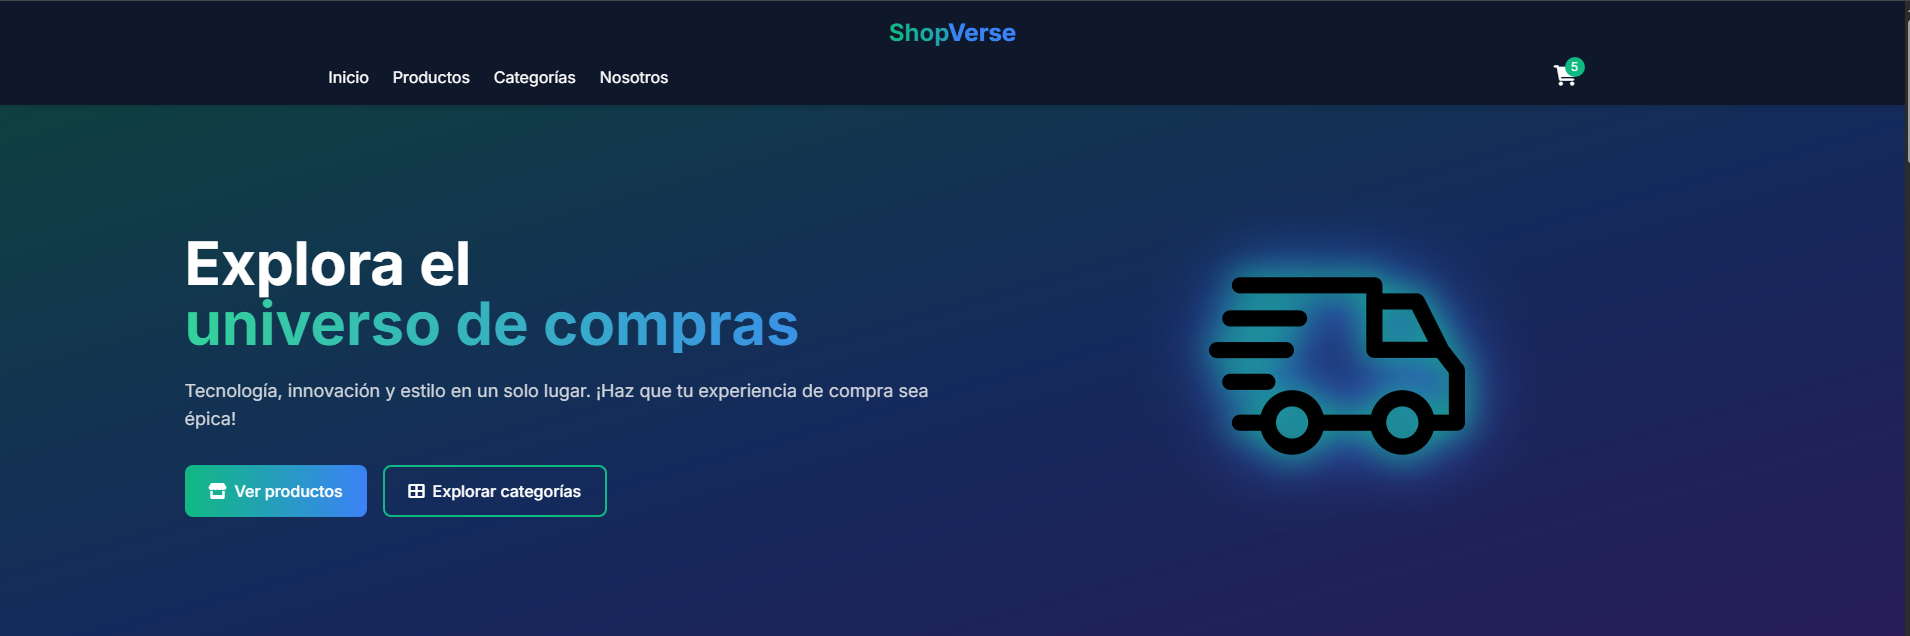 ShopVerse
Inicio Productos Categorías Nosotros
5
Explora el
universo de compras
Tecnología, innovación y estilo en un solo lugar. ¡Haz que tu experiencia de compra sea
épica!
Ver productos Explorar categorías